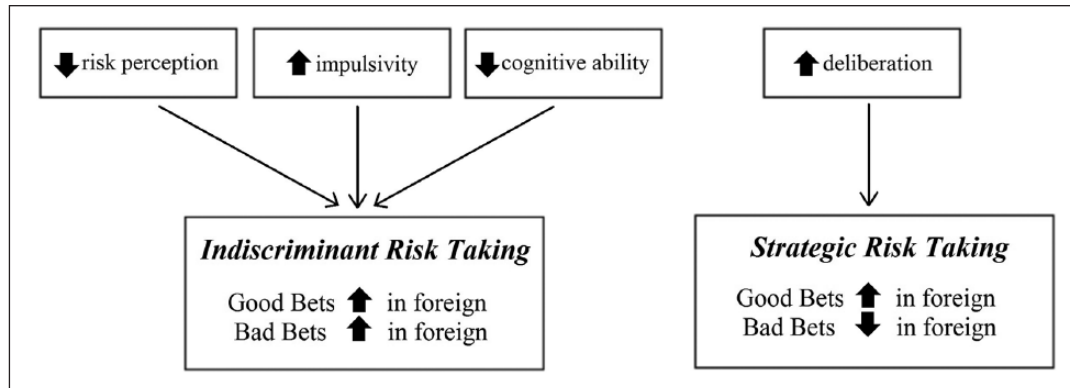 risk perception
impulsivity
cognitive ability
deliberation
Indiscriminant Risk Taking
Good Bets in foreign
Bad Bets in foreign
Strategic Risk Taking
Good Bets in foreign
Bad Bets in foreign